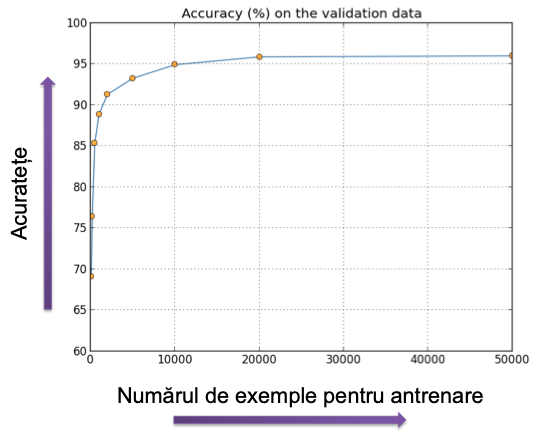 Accuracy (%) on the validation data
100
95
90
85
80
75
70
65
60
Acuratețe
0 10000 20000 30000 40000 50000
Numărul de exemple pentru antrenare